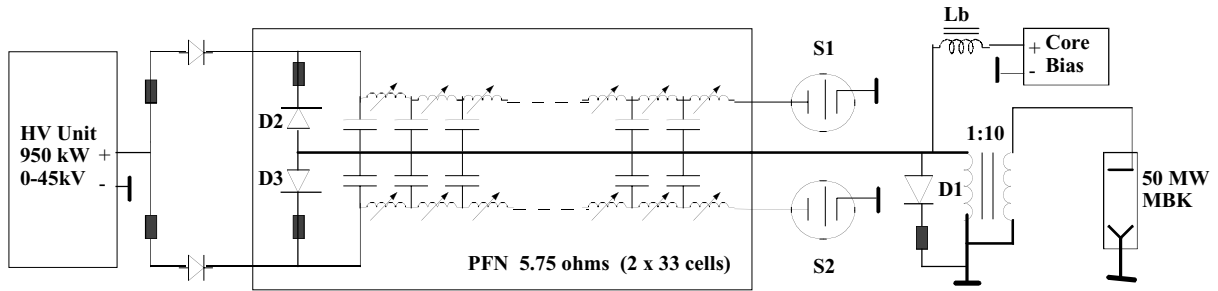 Lb
S1
+ Core
- Bias
D2
1:10
HV Unit
950 kW +
0-45kV -
D3
D1
50 MW
MBK
PFN 5.75 ohms (2 x 33 cells)
S2